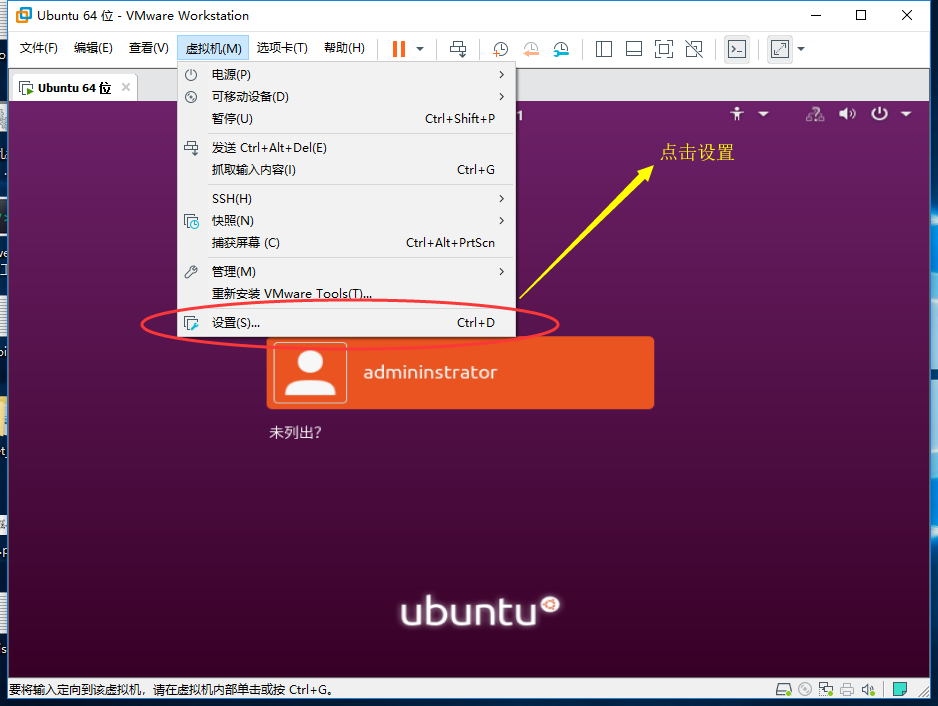 Ubuntu 64 位 - VMware Workstation
文件(F) 编辑(E) 查看(V) 虚拟机(M) 选项卡(T) 帮助(H)
Ubuntu 64 位
电源(P)
可移动设备(D)
暂停(U) Ctrl+Shift+P
发送 Ctrl+Alt+Del(E)
抓取输入内容(I) Ctrl+G
SSH(H)
快照(N)
捕获屏幕 (C) Ctrl+Alt+PrtScn
管理(M)
重新安装 VMware Tools(T)...
设置(S)... Ctrl+D
点击设置
admininstrator
未列出?
ubuntu
要将输入定向到该虚拟机，请在虚拟机内部单击或按 Ctrl+G。